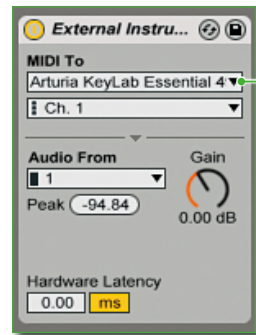 External Instru...
MIDI To
Arturia KeyLab Essential 4
Ch. 1
Audio From
Gain
1
Peak
-94.84
0.00 dB
Hardware Latency
0.00
ms